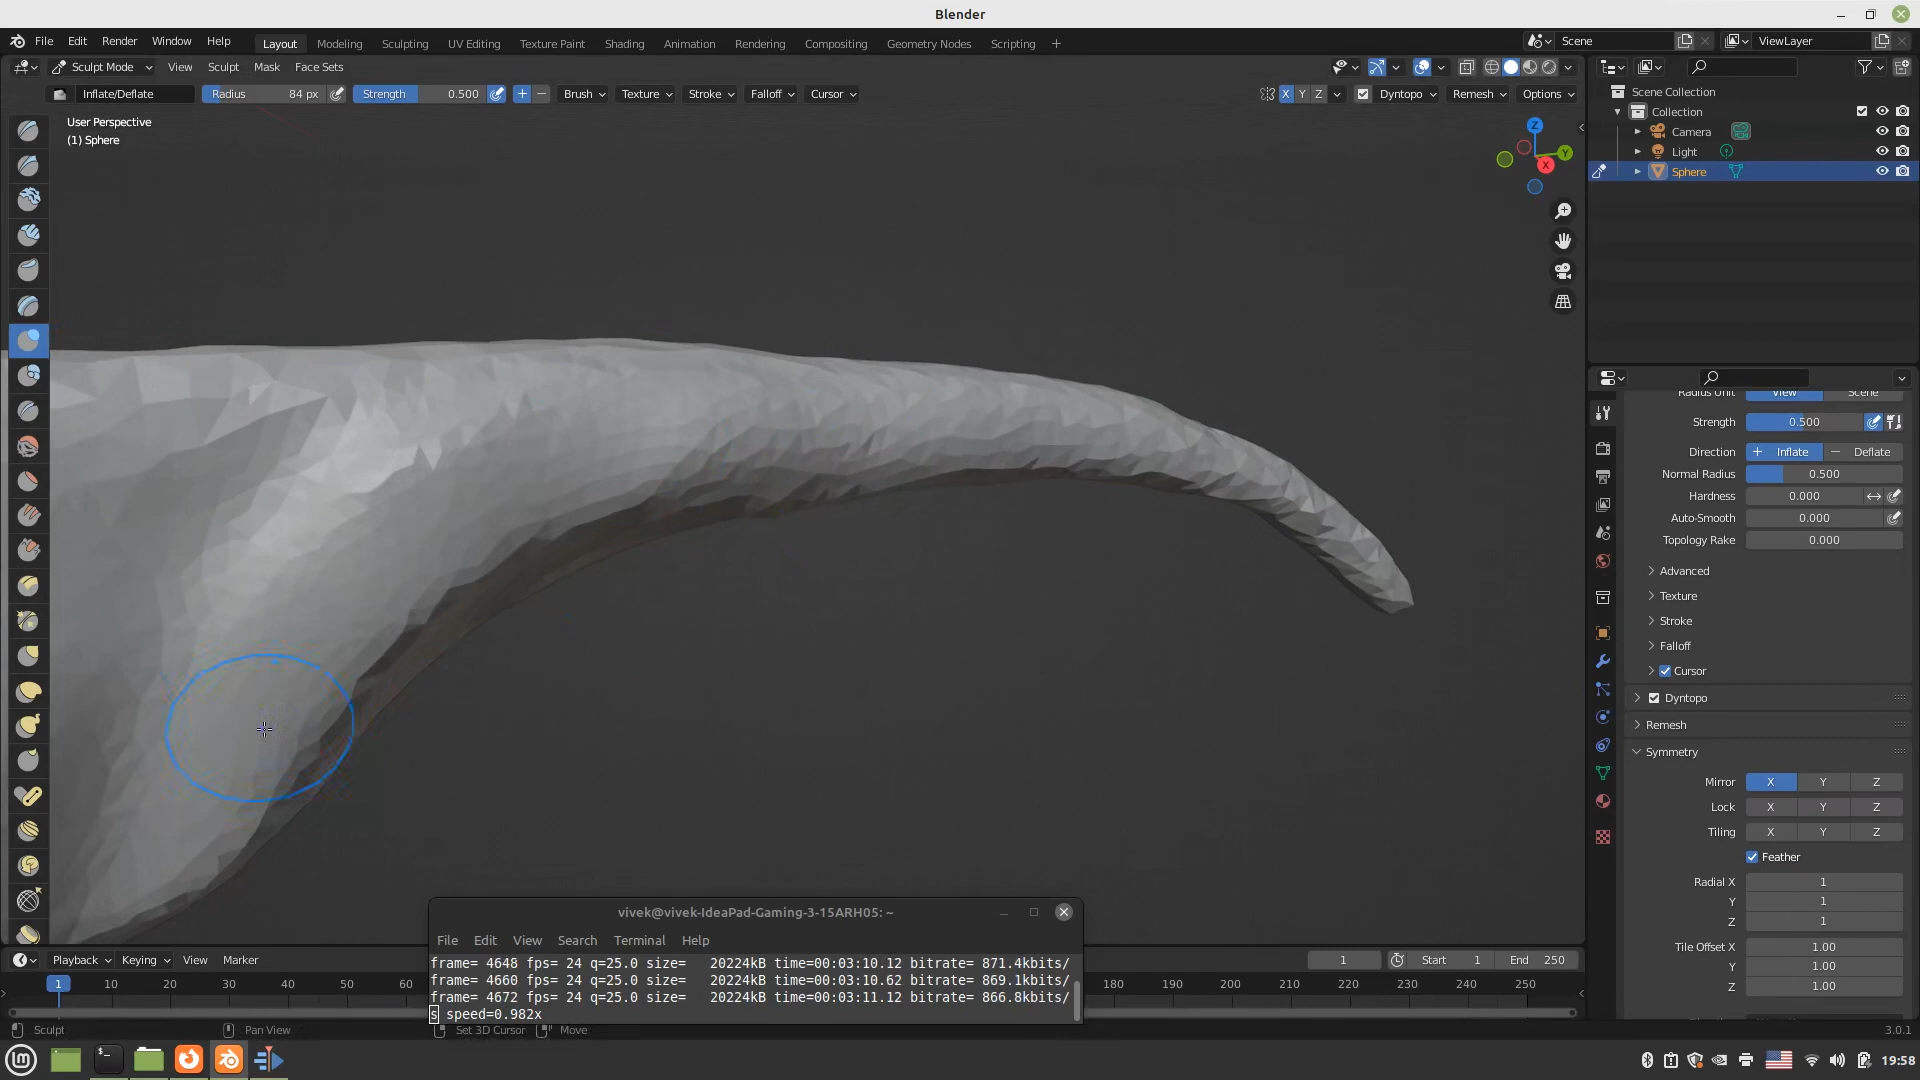 Blender
File Edit Render Window Help Layout Modeling Sculpting UV Editing Texture Paint Shading Animation Rendering Compositing Geometry Nodes Scripting + Scene ViewLayer
Sculpt Mode View Sculpt Mask Face Sets
Inflate/Deflate Radius 84 px Strength 0.500 + − Brush Texture Stroke Falloff Cursor X Y Z Dyntopo Remesh Options
User Perspective
(1) Sphere
Z
Y
X
Scene Collection
Collection
Camera
Light
Sphere
Radius Unit View Scene
Strength 0.500
Direction + Inflate − Deflate
Normal Radius 0.500
Hardness 0.000
Auto-Smooth 0.000
Topology Rake 0.000
Advanced
Texture
Stroke
Falloff
Cursor
Dyntopo
Remesh
Symmetry
Mirror X Y Z
Lock X Y Z
Tiling X Y Z
Feather
Radial X 1
Y 1
Z 1
Tile Offset X 1.00
Y 1.00
Z 1.00
vivek@vivek-IdeaPad-Gaming-3-15ARH05: ~
File Edit View Search Terminal Help
frame= 4648 fps= 24 q=25.0 size= 20224kB time=00:03:10.12 bitrate= 871.4kbits/
frame= 4660 fps= 24 q=25.0 size= 20224kB time=00:03:10.62 bitrate= 869.1kbits/
frame= 4672 fps= 24 q=25.0 size= 20224kB time=00:03:11.12 bitrate= 866.8kbits/
s speed=0.982x
Playback Keying View Marker 1 Start 1 End 250
1 10 20 30 40 50 60 180 190 200 210 220 230 240 250
Sculpt Pan View Set 3D Cursor Move 3.0.1
19:58